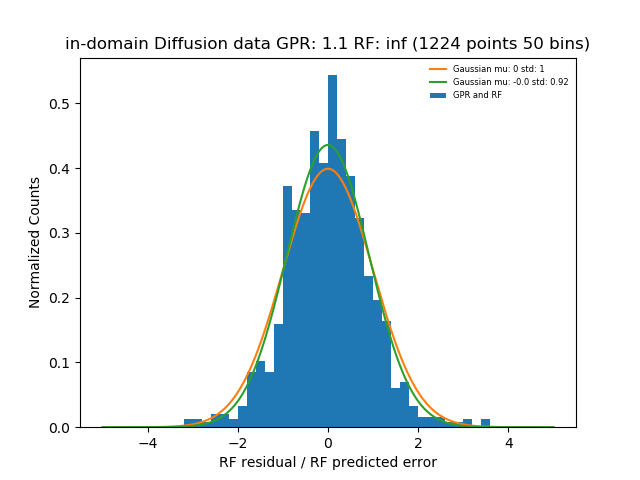 in-domain Diffusion data GPR: 1.1 RF: inf (1224 points 50 bins)
Gaussian mu: 0 std: 1
Gaussian mu: -0.0 std: 0.92
GPR and RF
Normalized Counts
0.5
0.4
0.3
0.2
0.1
0.0
−4 −2 0 2 4
RF residual / RF predicted error